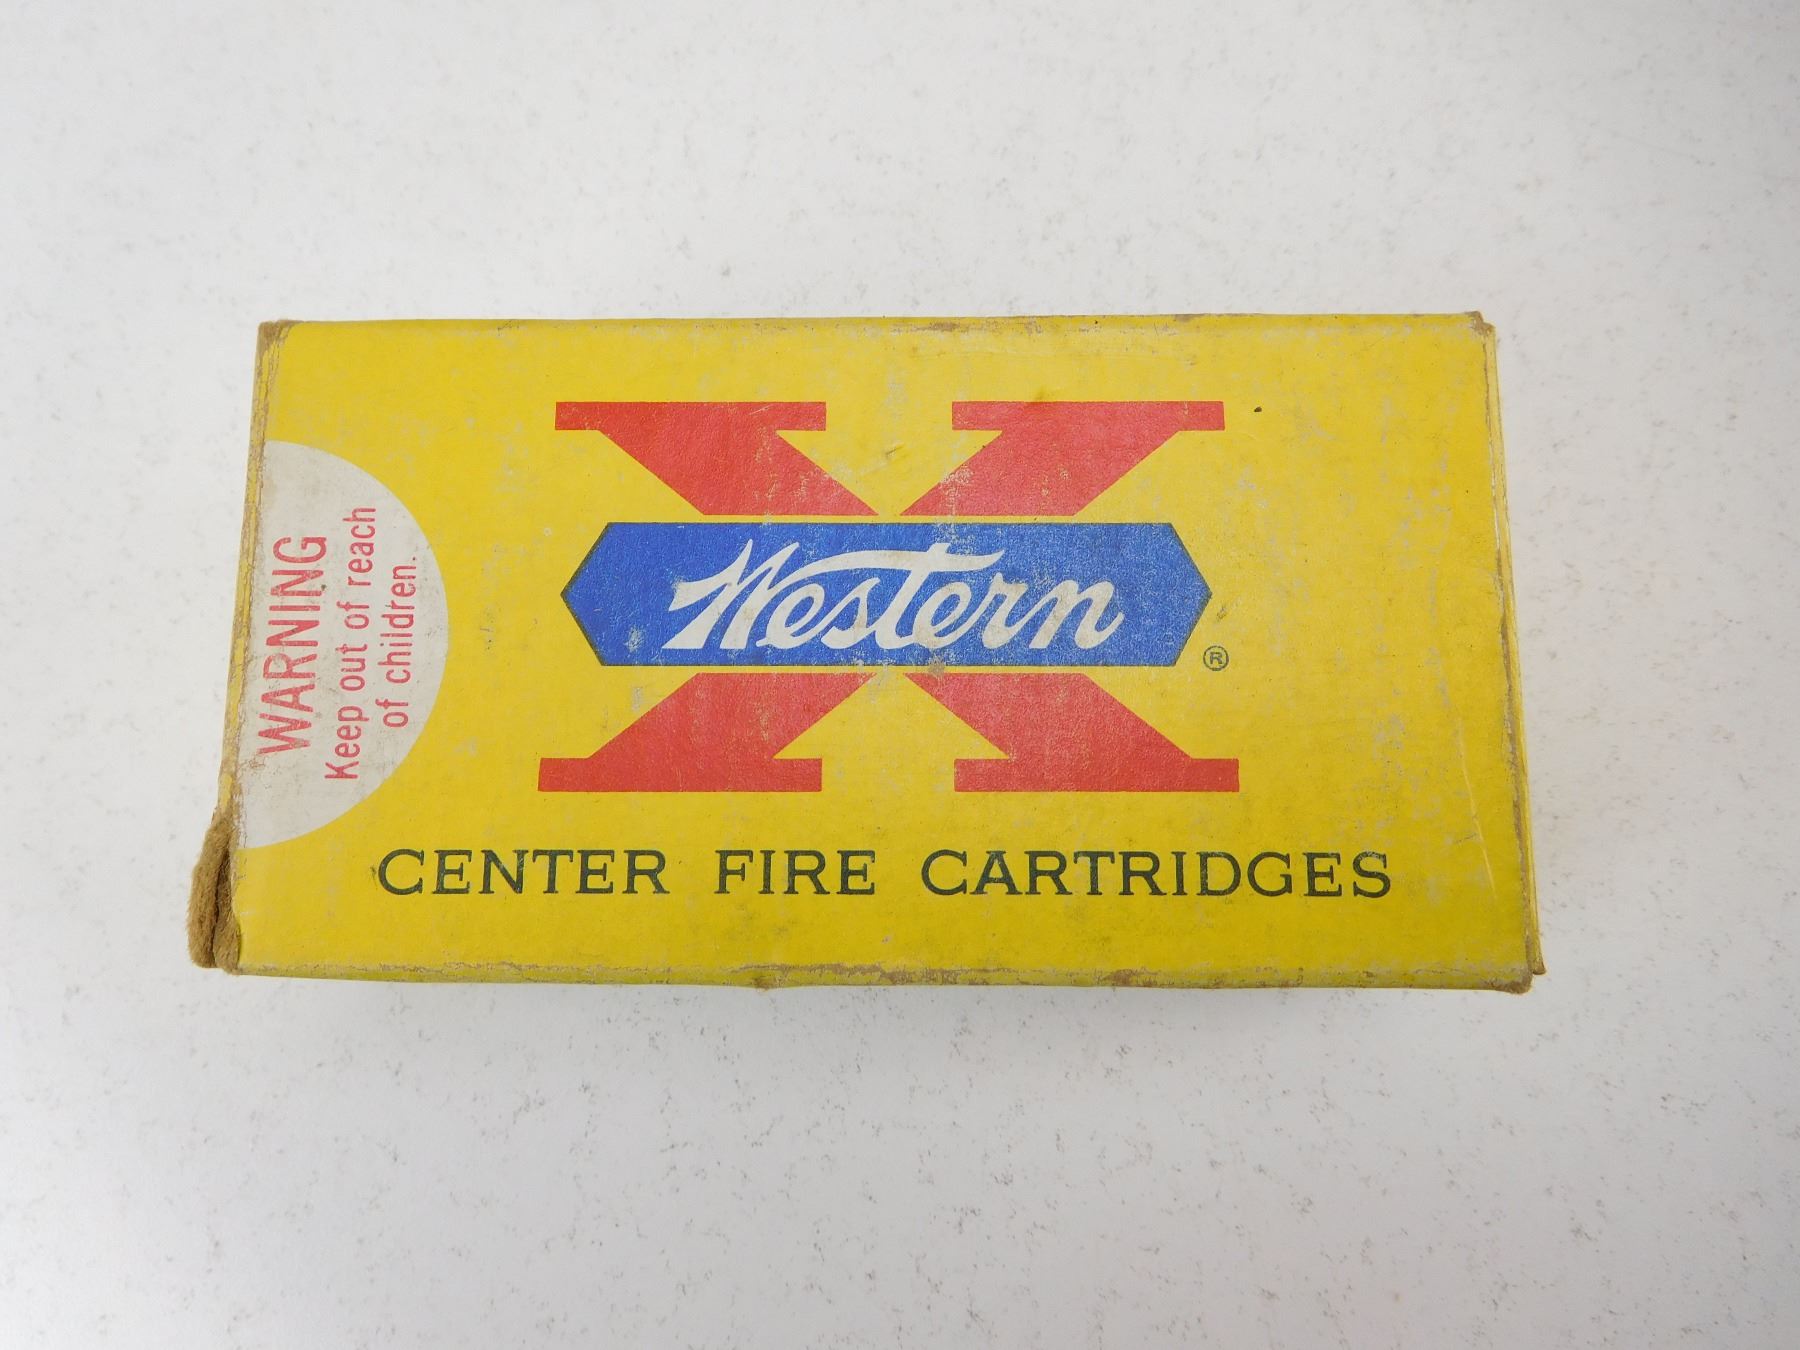 WARNING
Keep out of reach
of children.
X
Western
®
CENTER FIRE CARTRIDGES